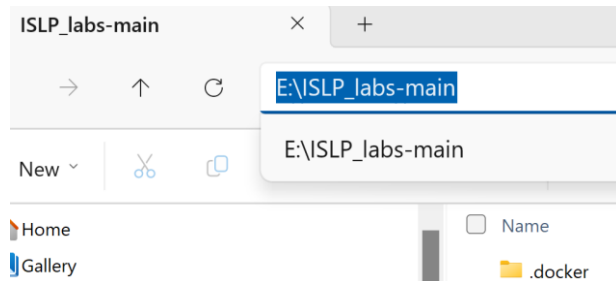 ISLP_labs-main
E:\ISLP_labs-main
E:\ISLP_labs-main
New
Home
Name
Gallery
.docker